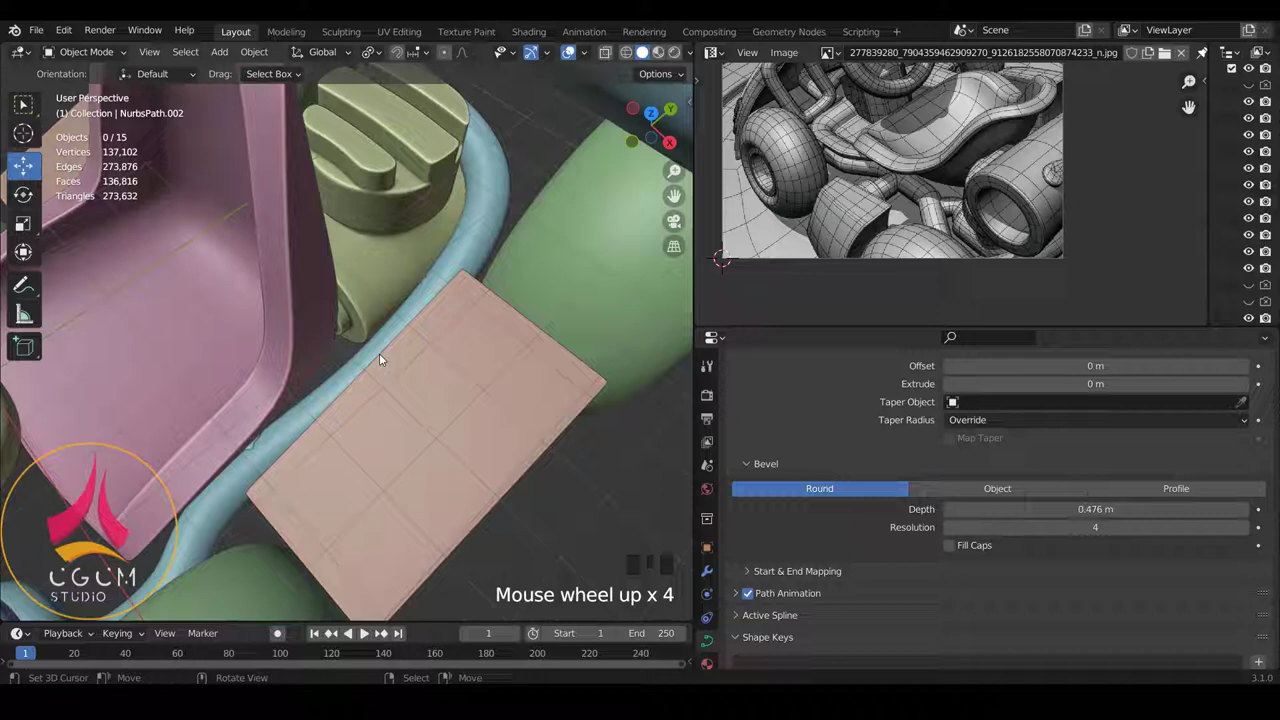 File Edit Render Window Help Layout Modeling Sculpting UV Editing Texture Paint Shading Animation Rendering Compositing Geometry Nodes Scripting Scene ViewLayer
Object Mode View Select Add Object Global View Image 277839280_7904359462909270_9126182558070874233_n.jpg
Orientation: Default Drag: Select Box Options
User Perspective
(1) Collection | NurbsPath.002
Objects 0 / 15
Vertices 137,102
Edges 273,876
Faces 136,816
Triangles 273,632
Z
Y
X
Offset 0 m
Extrude 0 m
Taper Object
Taper Radius Override
Map Taper
Bevel
Round Object Profile
Depth 0.476 m
Resolution 4
Fill Caps
Start & End Mapping
Path Animation
Active Spline
Shape Keys
CGCM
STUDIO
Mouse wheel up x 4
Playback Keying View Marker 1 Start 1 End 250
1 20 40 60 80 100 120 140 160 180 200 220 240
Set 3D Cursor Move Rotate View Select Move 3.1.0